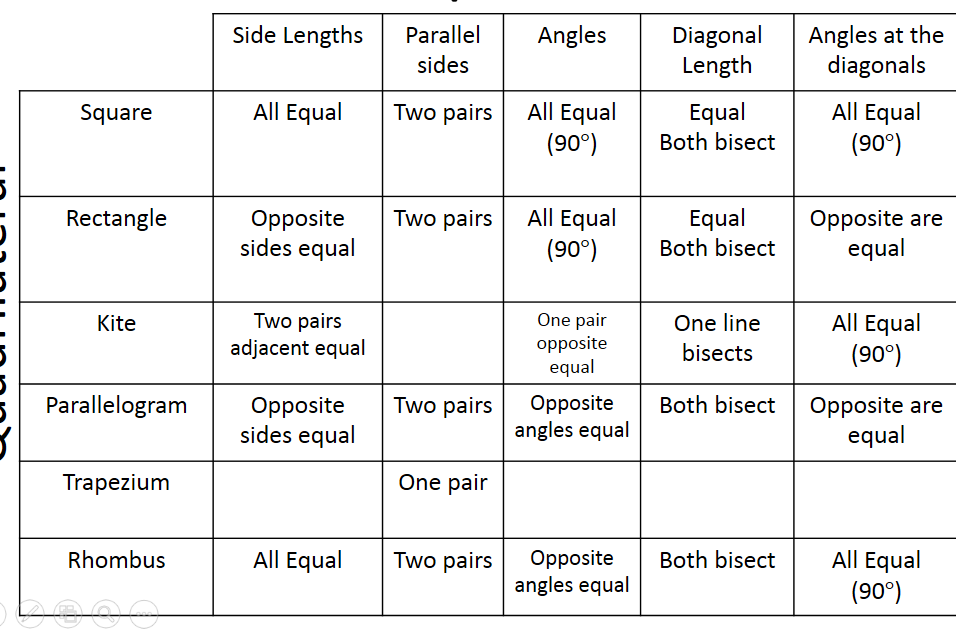 Side Lengths
Parallel
sides
Angles
Diagonal
Length
Angles at the
diagonals
Square
All Equal
Two pairs
All Equal
(90°)
Equal
Both bisect
All Equal
(90°)
Rectangle
Opposite
sides equal
Two pairs
All Equal
(90°)
Equal
Both bisect
Opposite are
equal
Kite
Two pairs
adjacent equal
One pair
opposite
equal
One line
bisects
All Equal
(90°)
Parallelogram
Opposite
sides equal
Two pairs
Opposite
angles equal
Both bisect
Opposite are
equal
Trapezium
One pair
Rhombus
All Equal
Two pairs
Opposite
angles equal
Both bisect
All Equal
(90°)